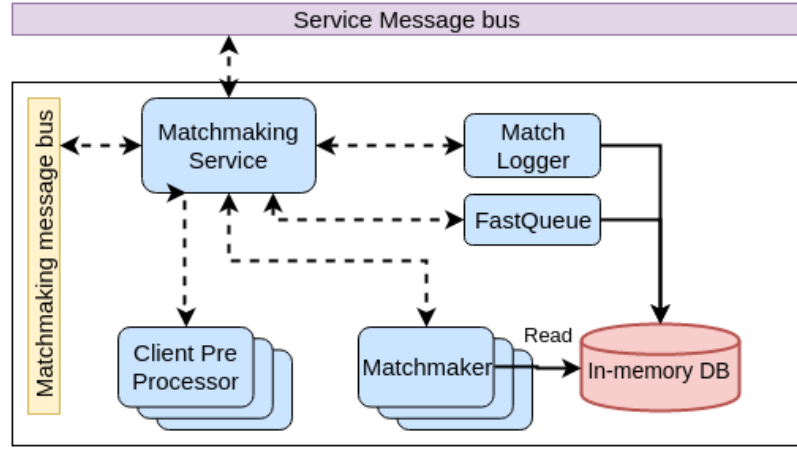 Service Message bus
Matchmaking message bus
Matchmaking
Service
Match
Logger
FastQueue
Client Pre
Processor
Matchmaker
Read
In-memory DB